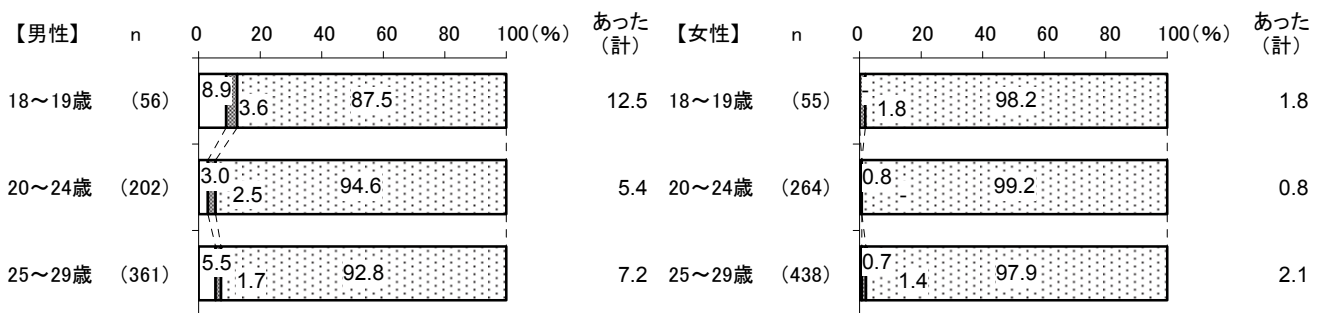 【男性】 n 0 20 40 60 80 100(%) あった(計)
18～19歳 (56) 8.9 3.6 87.5 12.5
20～24歳 (202) 3.0 2.5 94.6 5.4
25～29歳 (361) 5.5 1.7 92.8 7.2
【女性】 n 0 20 40 60 80 100(%) あった(計)
18～19歳 (55) - 1.8 98.2 1.8
20～24歳 (264) 0.8 - 99.2 0.8
25～29歳 (438) 0.7 1.4 97.9 2.1